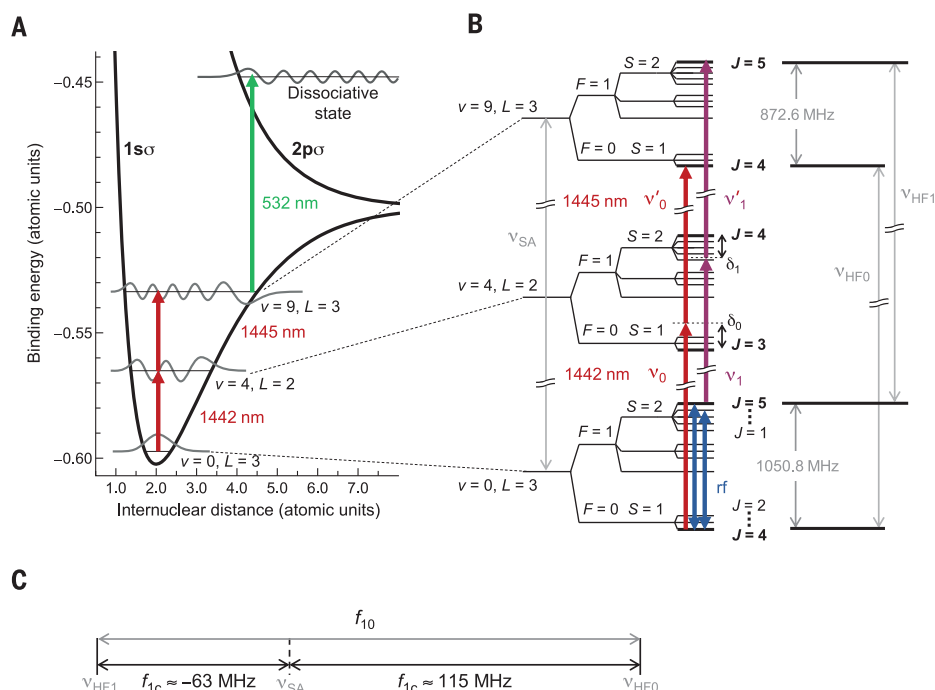 A
B
−0.45
−0.50
−0.55
−0.60
Binding energy (atomic units)
1.0 2.0 3.0 4.0 5.0 6.0 7.0
Internuclear distance (atomic units)
1sσ
2pσ
Dissociative
state
532 nm
v = 9, L = 3
1445 nm
v = 4, L = 2
1442 nm
v = 0, L = 3
v = 9, L = 3
F = 1
S = 2
J = 5
F = 0 S = 1
J = 4
872.6 MHz
νHF1
νSA
1445 nm
ν′0
ν′1
νHF0
v = 4, L = 2
F = 1
S = 2
J = 4
δ1
δ0
F = 0 S = 1
J = 3
1442 nm
ν0
ν1
v = 0, L = 3
F = 1
S = 2
J = 5
J = 1
rf
1050.8 MHz
F = 0 S = 1
J = 2
J = 4
C
f10
f1c ≈ −63 MHz
f1c ≈ 115 MHz
νHF1
νSA
νHF0